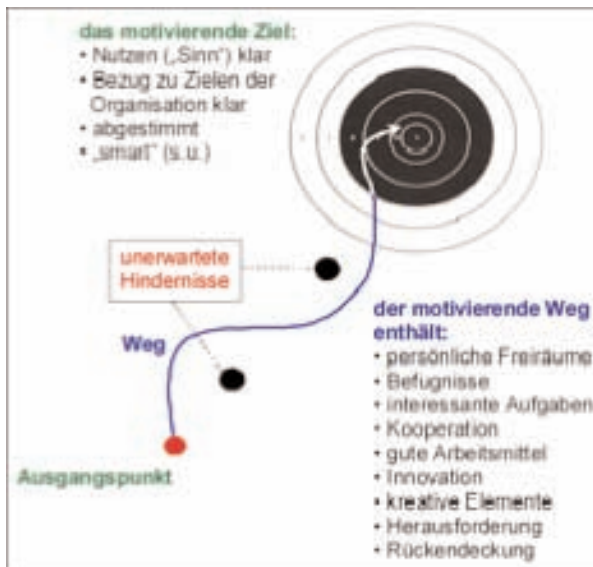 das motivierende Ziel:
• Nutzen („Sinn“) klar
• Bezug zu Zielen der
Organisation klar
• abgestimmt
• „smart“ (s.u.)
unerwartete
Hindernisse
Weg
Ausgangspunkt
der motivierende Weg
enthält:
• persönliche Freiräume
• Befugnisse
• interessante Aufgaben
• Kooperation
• gute Arbeitsmittel
• Innovation
• kreative Elemente
• Herausforderung
• Rückendeckung